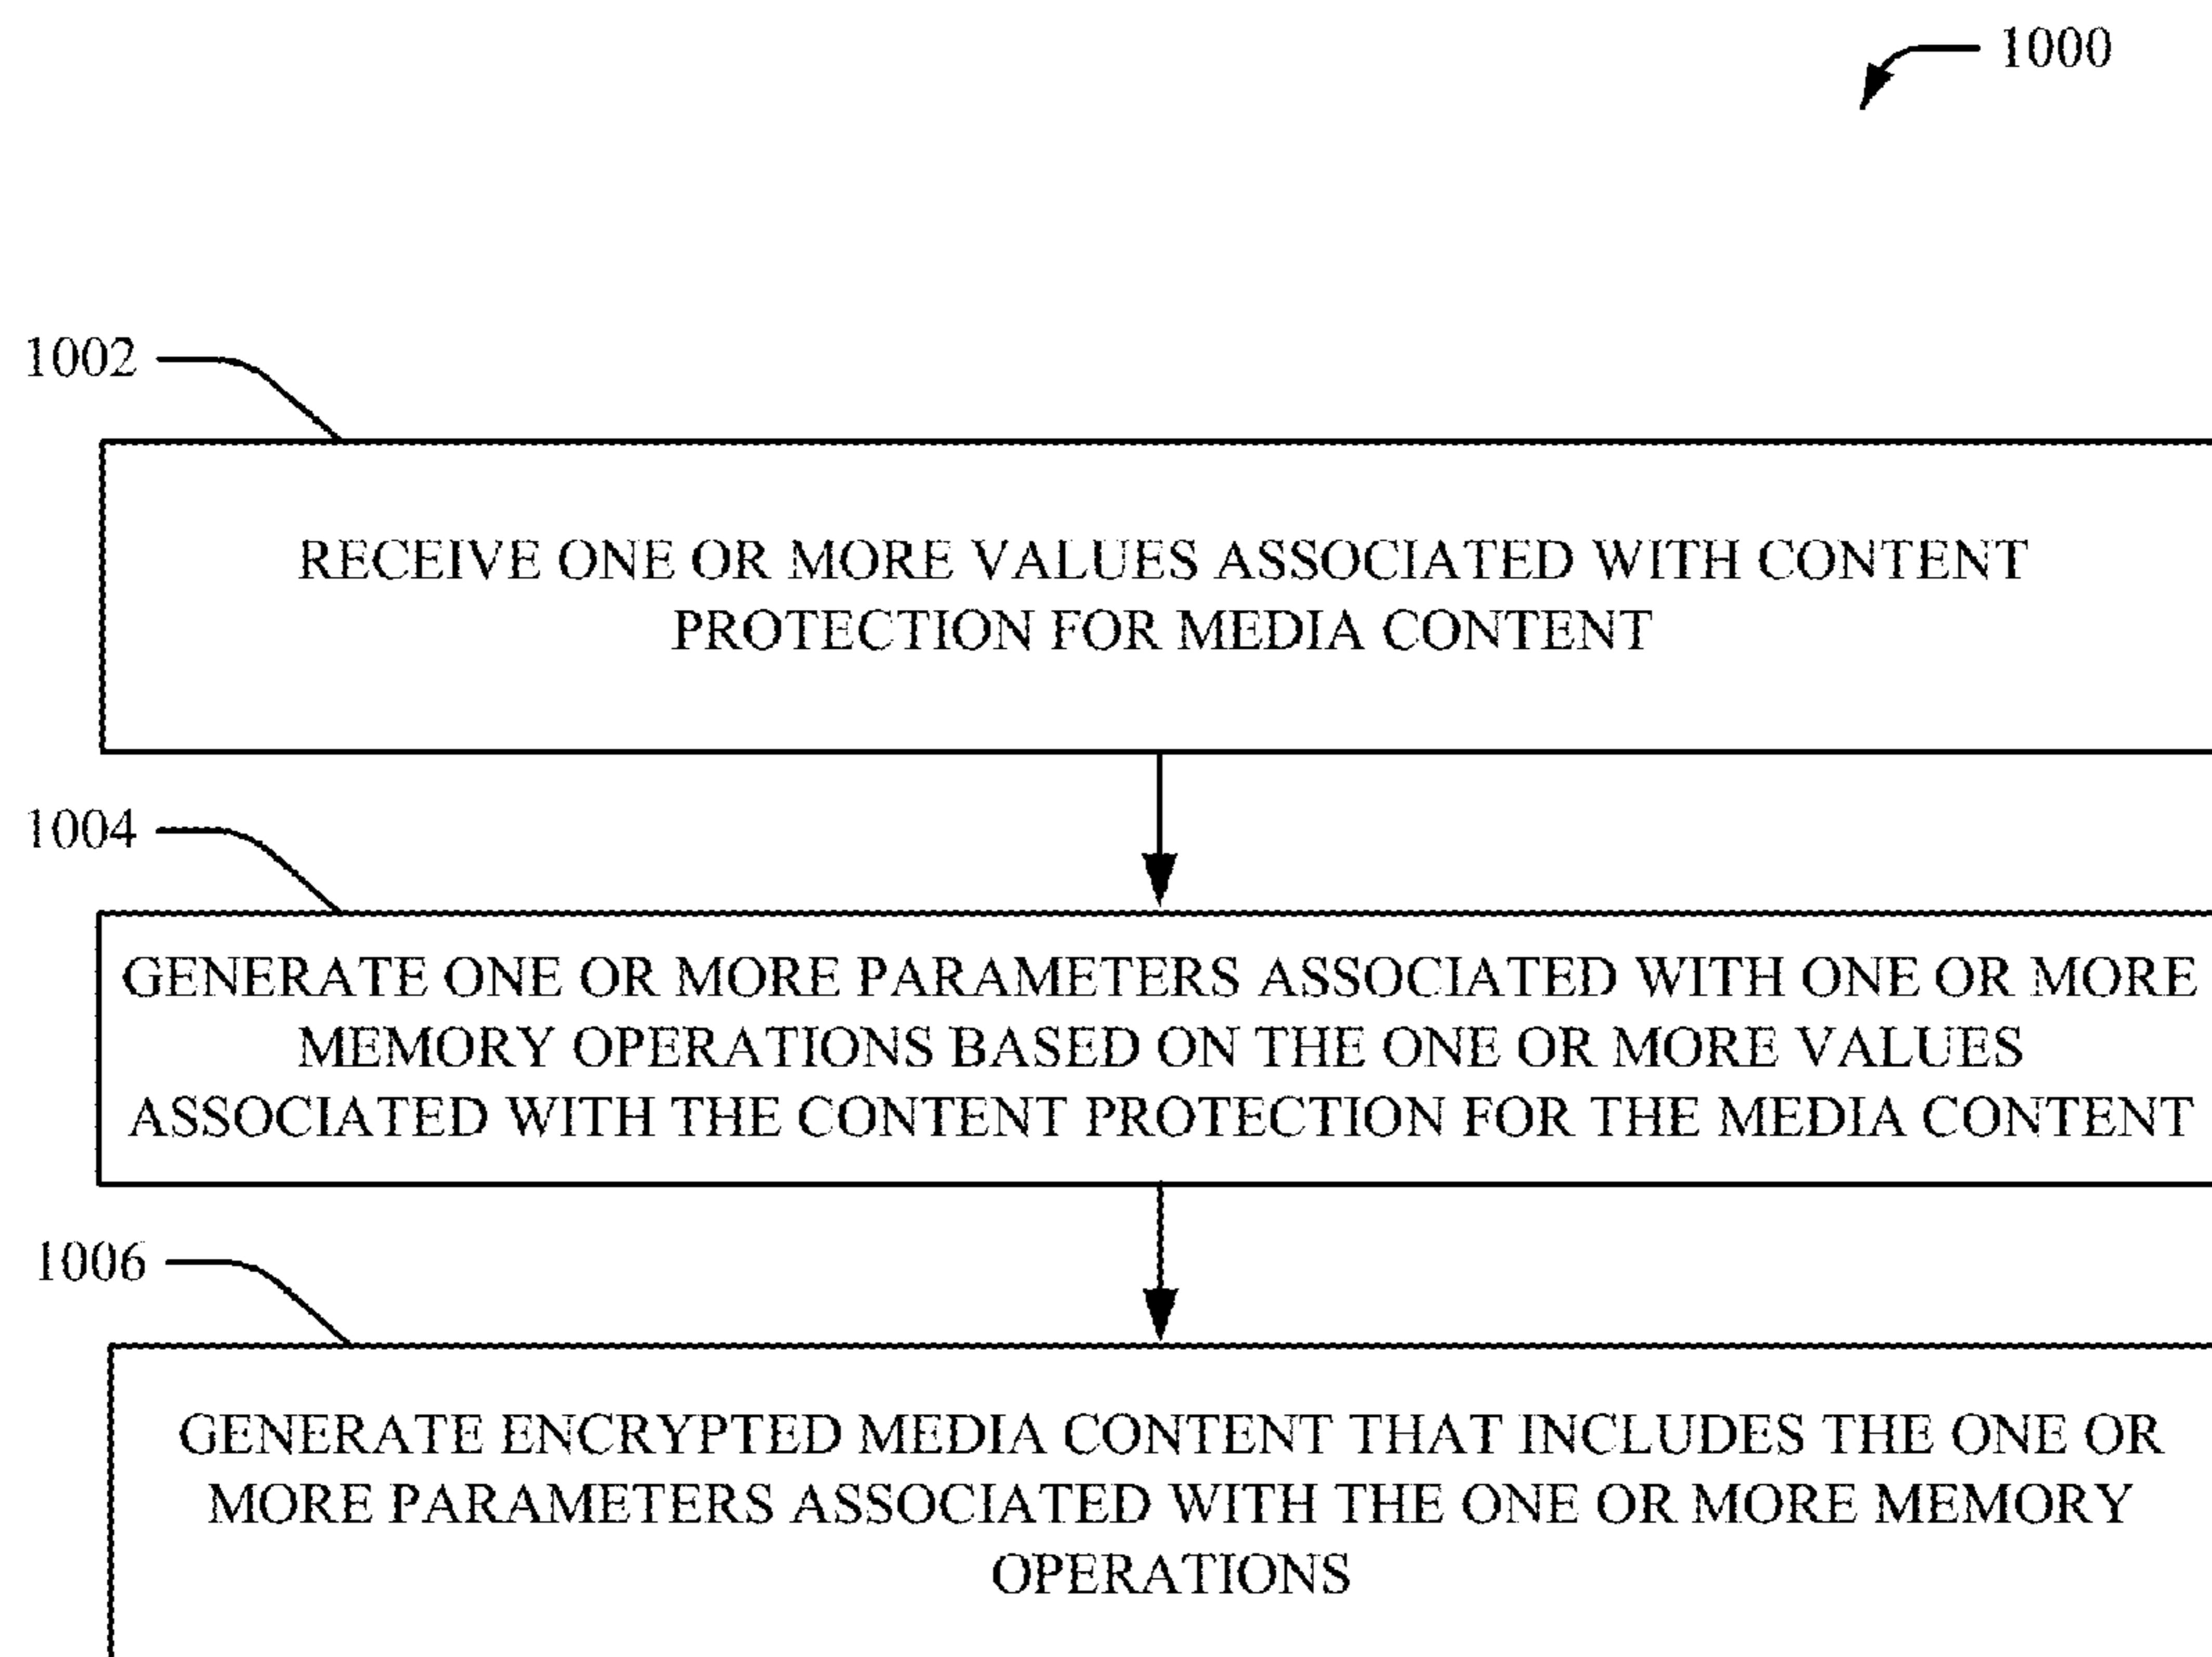 1000
1002
RECEIVE ONE OR MORE VALUES ASSOCIATED WITH CONTENT
PROTECTION FOR MEDIA CONTENT
1004
GENERATE ONE OR MORE PARAMETERS ASSOCIATED WITH ONE OR MORE
MEMORY OPERATIONS BASED ON THE ONE OR MORE VALUES
ASSOCIATED WITH THE CONTENT PROTECTION FOR THE MEDIA CONTENT
1006
GENERATE ENCRYPTED MEDIA CONTENT THAT INCLUDES THE ONE OR
MORE PARAMETERS ASSOCIATED WITH THE ONE OR MORE MEMORY
OPERATIONS